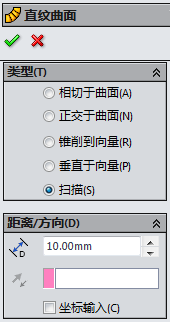 直纹曲面
类型(T)
相切于曲面(A)
正交于曲面(N)
锥削到向量(R)
垂直于向量(P)
扫描(S)
距离/方向(D)
D 10.00mm
坐标输入(C)